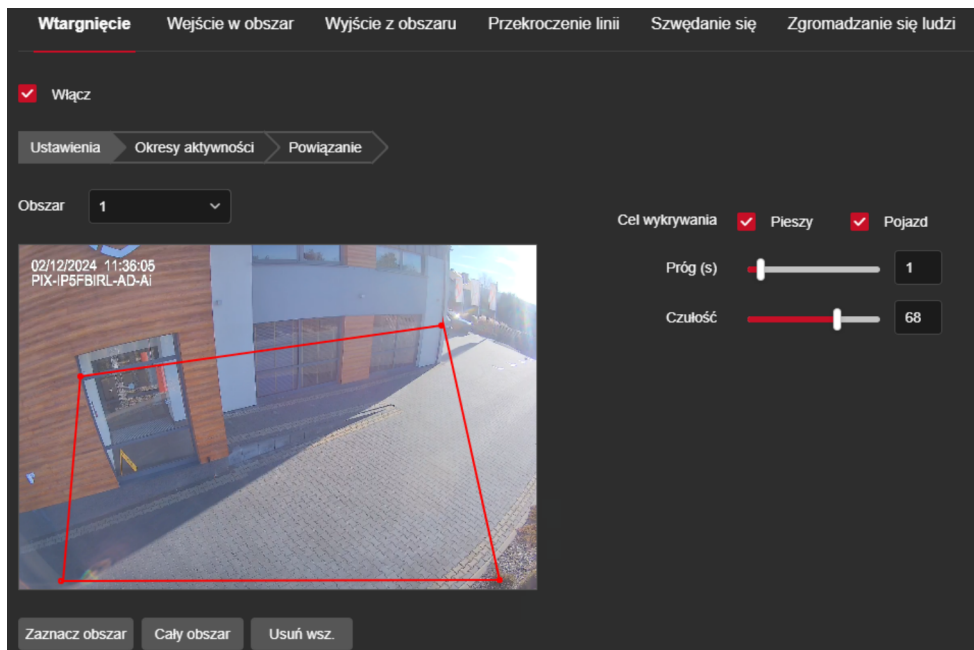 Wtargnięcie Wejście w obszar Wyjście z obszaru Przekroczenie linii Szwędanie się Zgromadzanie się ludzi
Włącz
Ustawienia Okresy aktywności Powiązanie
Obszar 1
Cel wykrywania Pieszy Pojazd
Próg (s) 1
Czułość 68
02/12/2024 11:36:05
PIX-IP5FBIRL-AD-Ai
Zaznacz obszar Cały obszar Usuń wsz.